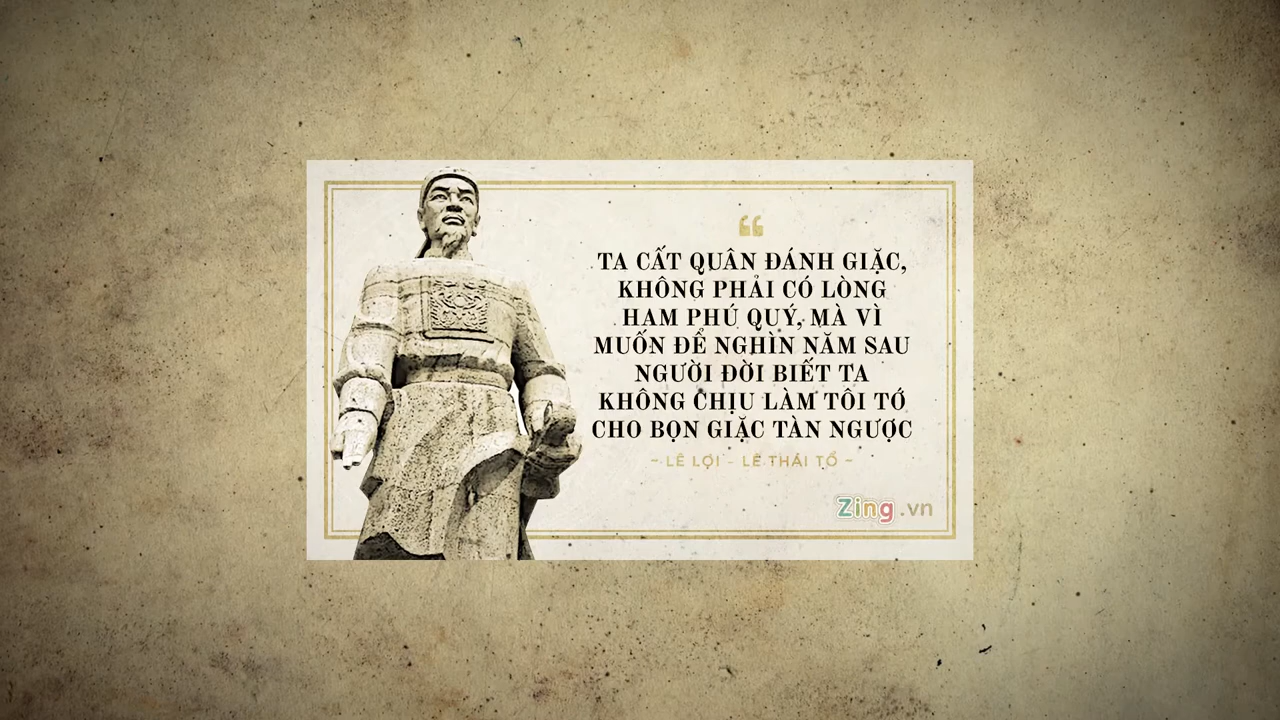 TA CẤT QUÂN ĐÁNH GIẶC,
KHÔNG PHẢI CÓ LÒNG
HAM PHÚ QUÝ, MÀ VÌ
MUỐN ĐỂ NGHÌN NĂM SAU
NGƯỜI ĐỜI BIẾT TA
KHÔNG CHỊU LÀM TÔI TỚ
CHO BỌN GIẶC TÀN NGƯỢC
– LÊ LỢI – LÊ THÁI TỔ –
Zing.vn